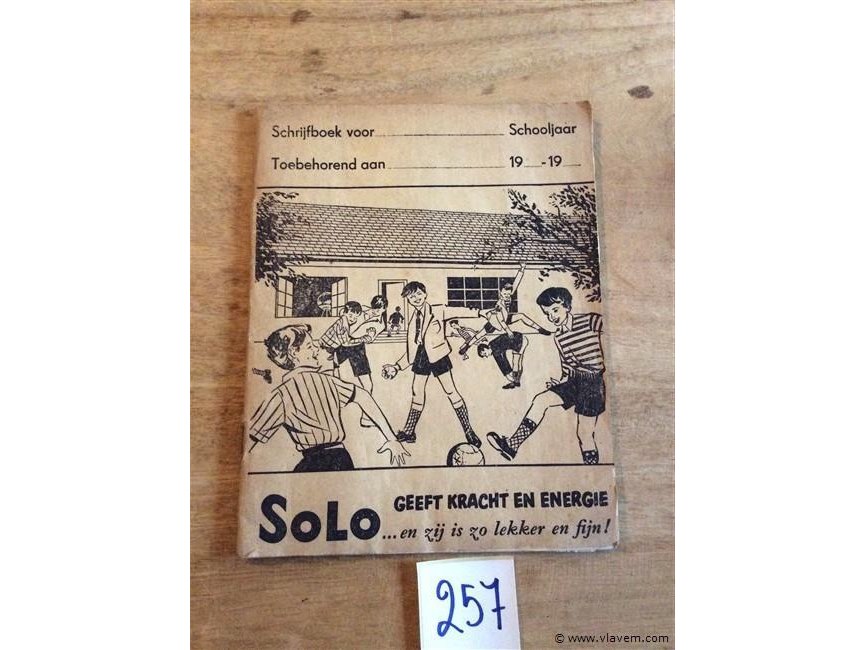 Schrijfboek voor Schooljaar
Toebehorend aan 19 -19
SoLo GEEFT KRACHT EN ENERGIE
...en zij is zo lekker en fijn!
257
© www.vlavem.com